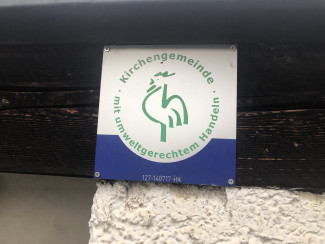 Kirchengemeinde
· mit umweltgerechtem Handeln ·
127-140717-HK